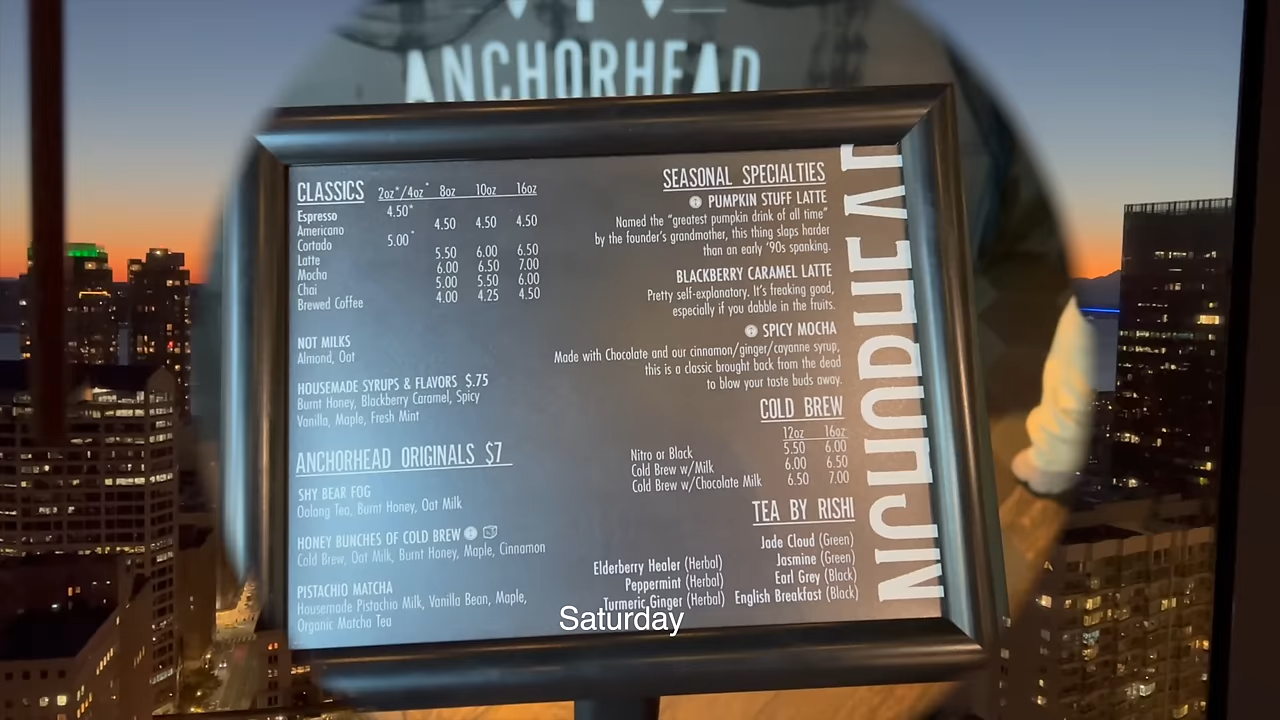 ANCHORHEAD
CLASSICS 2oz*/4oz* 8oz 10oz 16oz
Espresso 4.50*
Americano 4.50 4.50 4.50
Cortado 5.00*
Latte 5.50 6.00 6.50
Mocha 6.00 6.50 7.00
Chai 5.00 5.50 6.00
Brewed Coffee 4.00 4.25 4.50
NOT MILKS
Almond, Oat
HOUSEMADE SYRUPS & FLAVORS $.75
Burnt Honey, Blackberry Caramel, Spicy
Vanilla, Maple, Fresh Mint
ANCHORHEAD ORIGINALS $7
SHY BEAR FOG
Oolong Tea, Burnt Honey, Oat Milk
HONEY BUNCHES OF COLD BREW
Cold Brew, Oat Milk, Burnt Honey, Maple, Cinnamon
PISTACHIO MATCHA
Housemade Pistachio Milk, Vanilla Bean, Maple,
Organic Matcha Tea
SEASONAL SPECIALTIES
PUMPKIN STUFF LATTE
Named the "greatest pumpkin drink of all time"
by the founder's grandmother, this thing slaps harder
than an early '90s spanking.
BLACKBERRY CARAMEL LATTE
Pretty self-explanatory. It's freaking good,
especially if you dabble in the fruits.
SPICY MOCHA
Made with Chocolate and our cinnamon/ginger/cayanne syrup,
this is a classic brought back from the dead
to blow your taste buds away.
COLD BREW
12oz 16oz
Nitro or Black 5.50 6.00
Cold Brew w/Milk 6.00 6.50
Cold Brew w/Chocolate Milk 6.50 7.00
TEA BY RISHI
Jade Cloud (Green)
Elderberry Healer (Herbal) Jasmine (Green)
Peppermint (Herbal) Earl Grey (Black)
Turmeric Ginger (Herbal) English Breakfast (Black)
Saturday